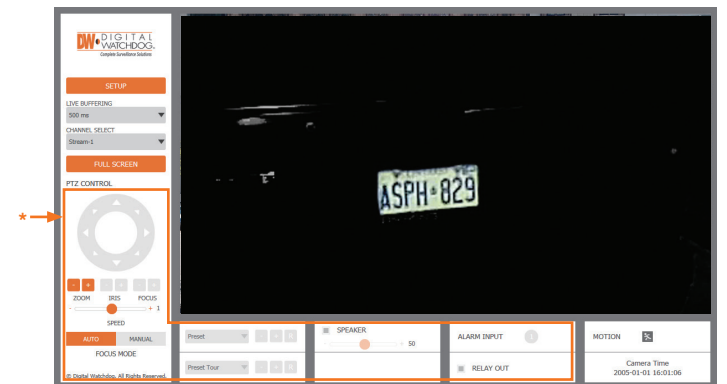 DW DIGITAL
WATCHDOG®
Complete Surveillance Solutions
SETUP
LIVE BUFFERING
500 ms
CHANNEL SELECT
Stream-1
FULL SCREEN
PTZ CONTROL
*
- + - + - +
ZOOM IRIS FOCUS
- + 1
SPEED
AUTO MANUAL
FOCUS MODE
© Digital Watchdog. All Rights Reserved.
ASPH 829
Preset
Preset Tour
SPEAKER
- + 50
ALARM INPUT
RELAY OUT
MOTION
Camera Time
2005-01-01 16:01:06